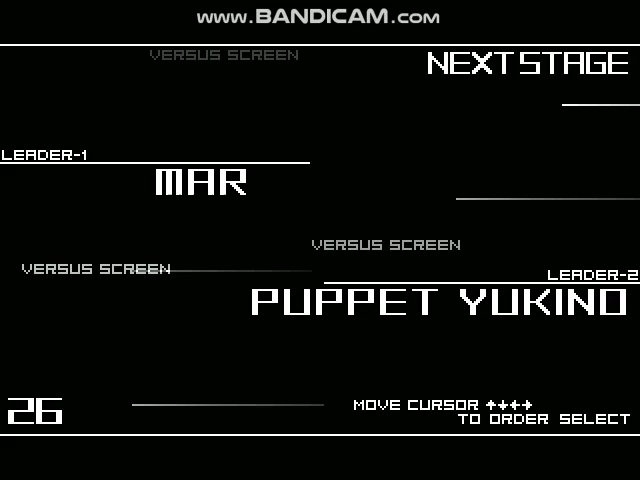 www.BANDICAM.com
VERSUS SCREEN
NEXT STAGE
LEADER-1
MAR
VERSUS SCREEN
VERSUS SCREEN
LEADER-2
PUPPET YUKINO
26
MOVE CURSOR ↑↓←←
TO ORDER SELECT